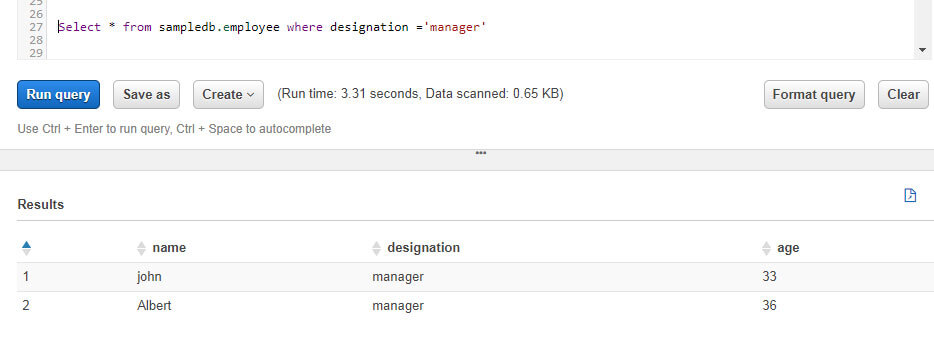 25
26
27 Select * from sampledb.employee where designation ='manager'
28
29
Run query Save as Create (Run time: 3.31 seconds, Data scanned: 0.65 KB) Format query Clear
Use Ctrl + Enter to run query, Ctrl + Space to autocomplete
Results
name designation age
1 john manager 33
2 Albert manager 36